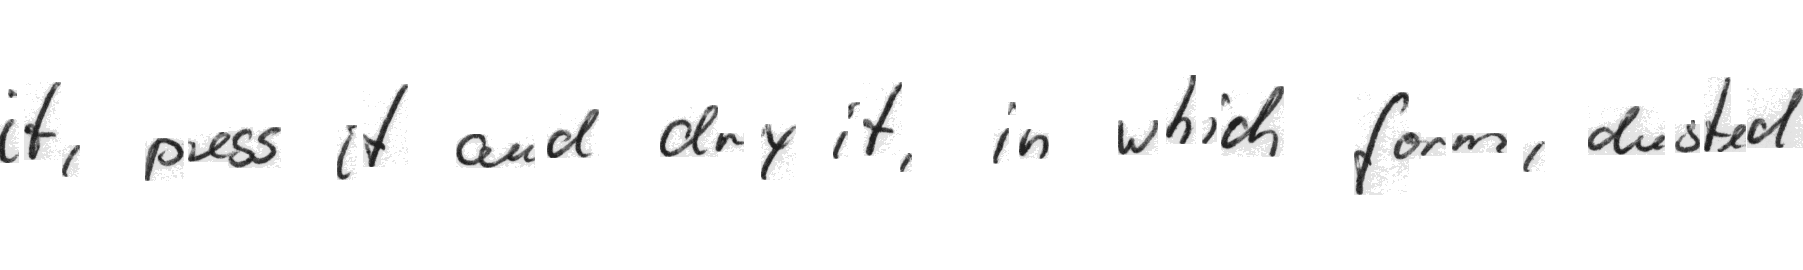 it, press it and dry it, in which form, dusted